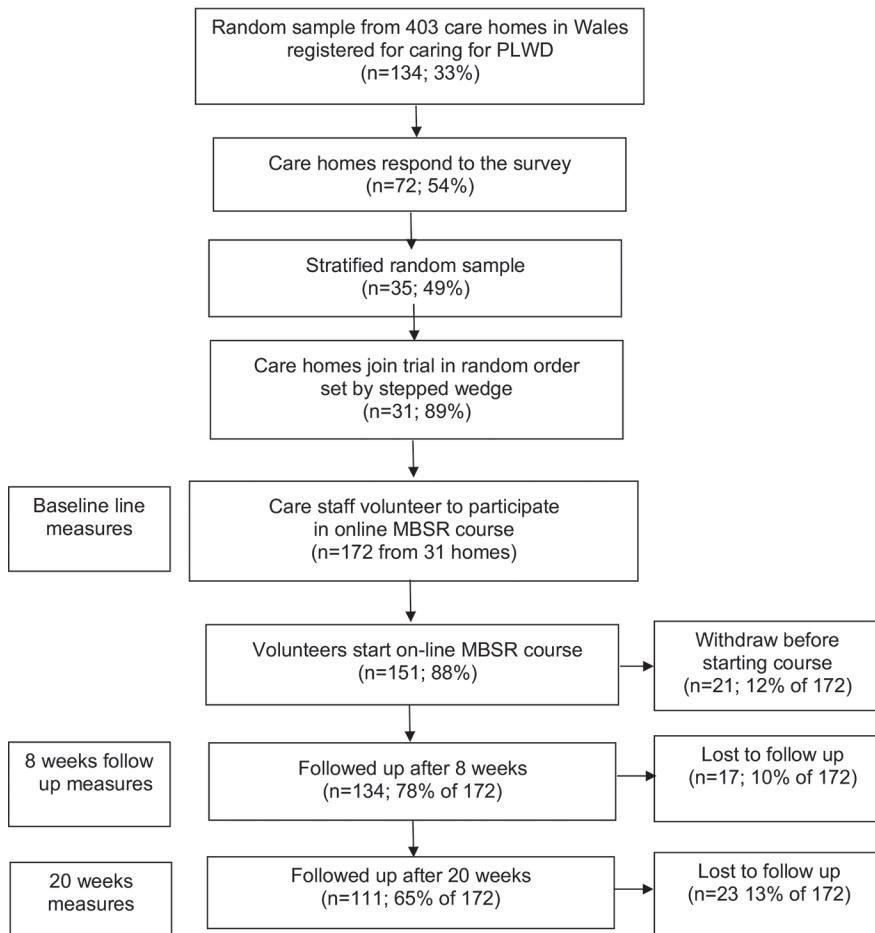 Random sample from 403 care homes in Wales
registered for caring for PLWD
(n=134; 33%)
Care homes respond to the survey
(n=72; 54%)
Stratified random sample
(n=35; 49%)
Care homes join trial in random order
set by stepped wedge
(n=31; 89%)
Baseline line
measures
Care staff volunteer to participate
in online MBSR course
(n=172 from 31 homes)
Volunteers start on-line MBSR course
(n=151; 88%)
Withdraw before
starting course
(n=21; 12% of 172)
8 weeks follow
up measures
Followed up after 8 weeks
(n=134; 78% of 172)
Lost to follow up
(n=17; 10% of 172)
20 weeks
measures
Followed up after 20 weeks
(n=111; 65% of 172)
Lost to follow up
(n=23 13% of 172)